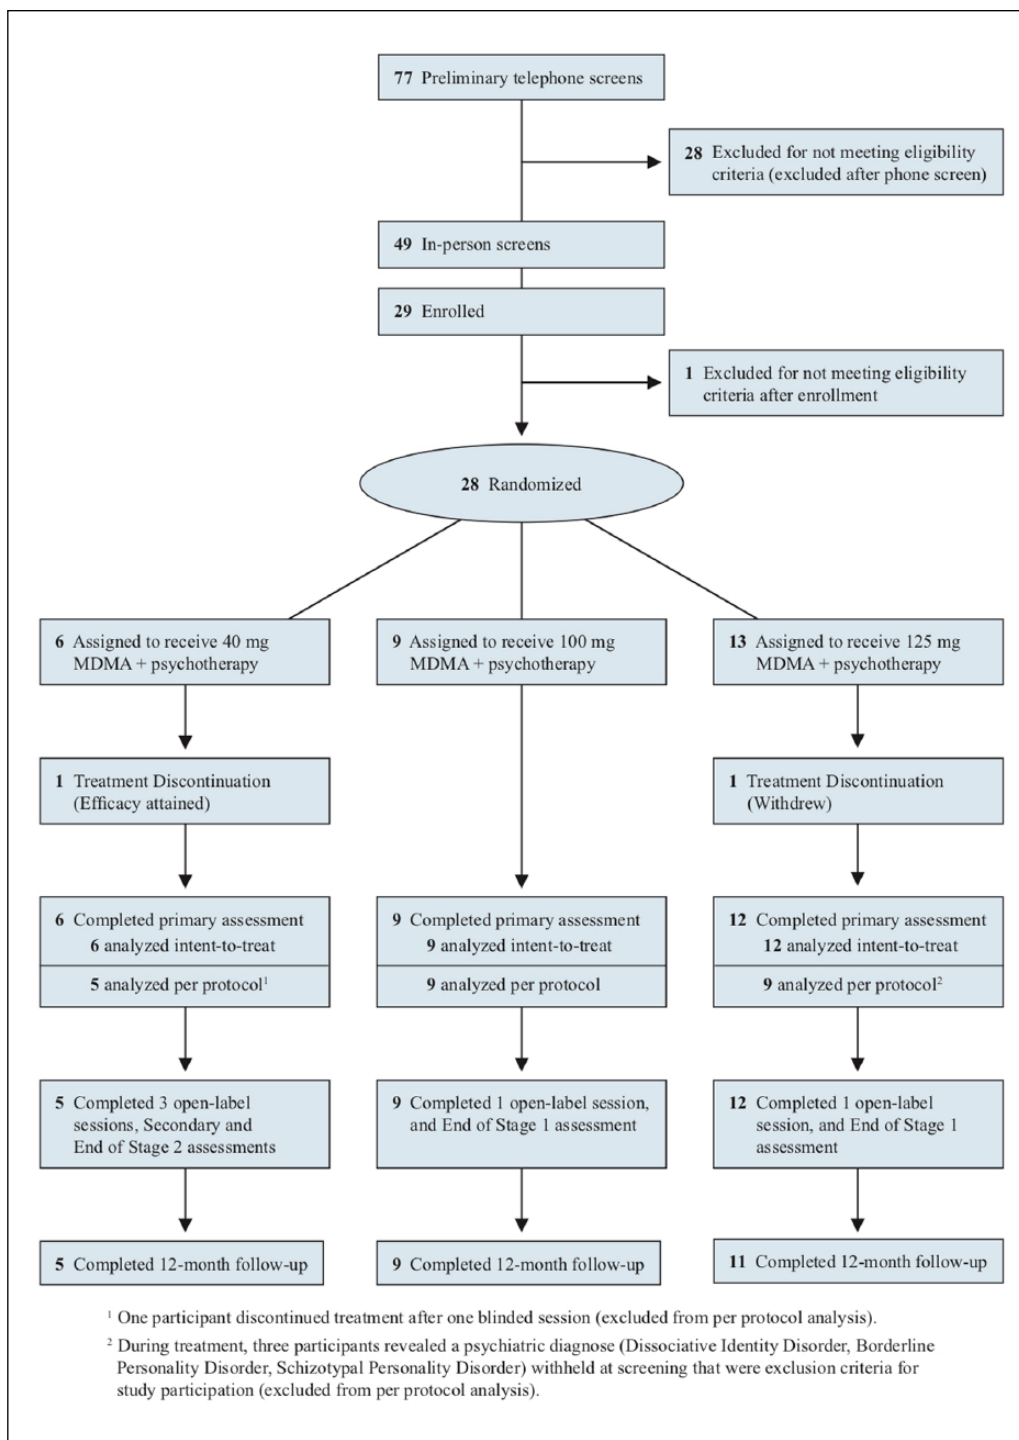 77 Preliminary telephone screens
28 Excluded for not meeting eligibility
criteria (excluded after phone screen)
49 In-person screens
29 Enrolled
1 Excluded for not meeting eligibility
criteria after enrollment
28 Randomized
6 Assigned to receive 40 mg
MDMA + psychotherapy
9 Assigned to receive 100 mg
MDMA + psychotherapy
13 Assigned to receive 125 mg
MDMA + psychotherapy
1 Treatment Discontinuation
(Efficacy attained)
1 Treatment Discontinuation
(Withdrew)
6 Completed primary assessment
6 analyzed intent-to-treat
5 analyzed per protocol¹
9 Completed primary assessment
9 analyzed intent-to-treat
9 analyzed per protocol
12 Completed primary assessment
12 analyzed intent-to-treat
9 analyzed per protocol²
5 Completed 3 open-label
sessions, Secondary and
End of Stage 2 assessments
9 Completed 1 open-label session,
and End of Stage 1 assessment
12 Completed 1 open-label
session, and End of Stage 1
assessment
5 Completed 12-month follow-up
9 Completed 12-month follow-up
11 Completed 12-month follow-up
¹ One participant discontinued treatment after one blinded session (excluded from per protocol analysis).
² During treatment, three participants revealed a psychiatric diagnose (Dissociative Identity Disorder, Borderline
Personality Disorder, Schizotypal Personality Disorder) withheld at screening that were exclusion criteria for
study participation (excluded from per protocol analysis).